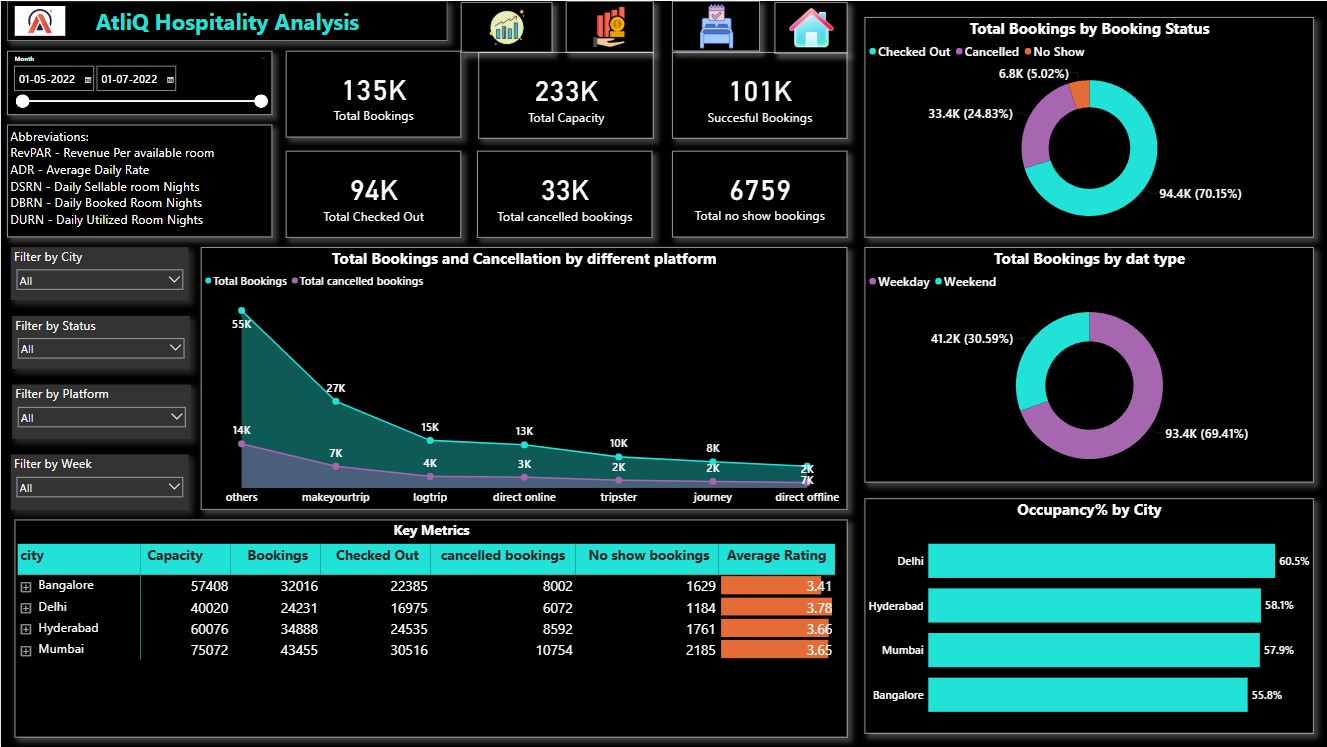 AtliQ Hospitality Analysis
Month
01-05-2022
01-07-2022
Abbreviations:
RevPAR - Revenue Per available room
ADR - Average Daily Rate
DSRN - Daily Sellable room Nights
DBRN - Daily Booked Room Nights
DURN - Daily Utilized Room Nights
135K
Total Bookings
233K
Total Capacity
101K
Succesful Bookings
94K
Total Checked Out
33K
Total cancelled bookings
6759
Total no show bookings
Total Bookings by Booking Status
Checked Out Cancelled No Show
6.8K (5.02%)
33.4K (24.83%)
94.4K (70.15%)
Filter by City
All
Filter by Status
All
Filter by Platform
All
Filter by Week
All
Total Bookings and Cancellation by different platform
Total Bookings Total cancelled bookings
55K
27K
15K
13K
10K
8K
2K
14K
7K
4K
3K
2K
2K
7K
others makeyourtrip logtrip direct online tripster journey direct offline
Total Bookings by dat type
Weekday Weekend
41.2K (30.59%)
93.4K (69.41%)
Key Metrics
city Capacity Bookings Checked Out cancelled bookings No show bookings Average Rating
Bangalore 57408 32016 22385 8002 1629 3.41
Delhi 40020 24231 16975 6072 1184 3.78
Hyderabad 60076 34888 24535 8592 1761 3.66
Mumbai 75072 43455 30516 10754 2185 3.65
Occupancy% by City
Delhi 60.5%
Hyderabad 58.1%
Mumbai 57.9%
Bangalore 55.8%